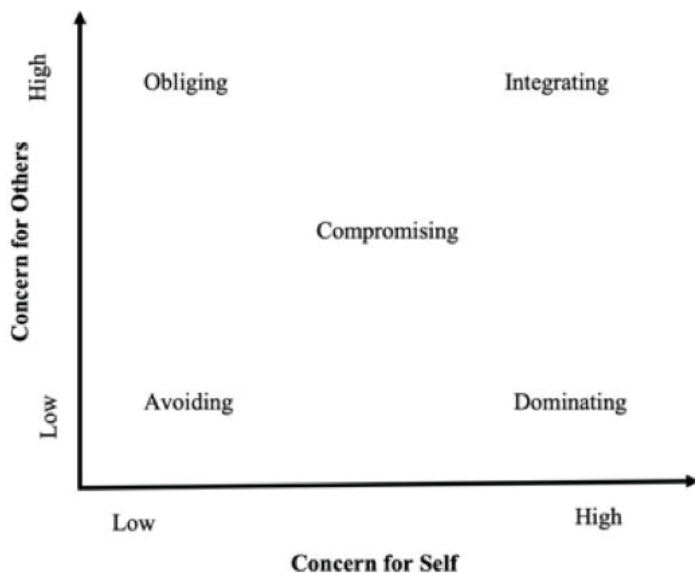 High
Obliging
Integrating
Concern for Others
Compromising
Low
Avoiding
Dominating
Low
High
Concern for Self